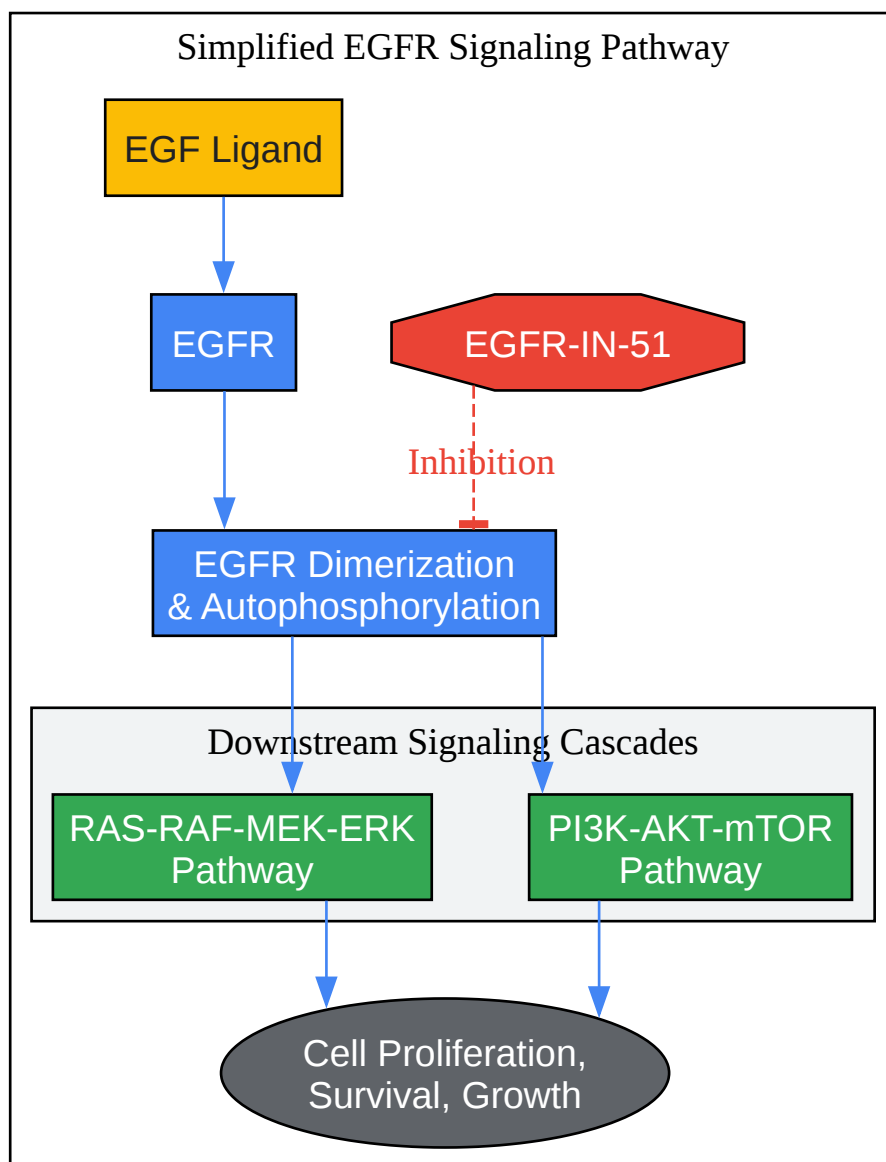 Simplified EGFR Signaling Pathway
EGF Ligand
EGFR
EGFR-IN-51
Inhibition
EGFR Dimerization
& Autophosphorylation
Downstream Signaling Cascades
RAS-RAF-MEK-ERK
Pathway
PI3K-AKT-mTOR
Pathway
Cell Proliferation,
Survival, Growth